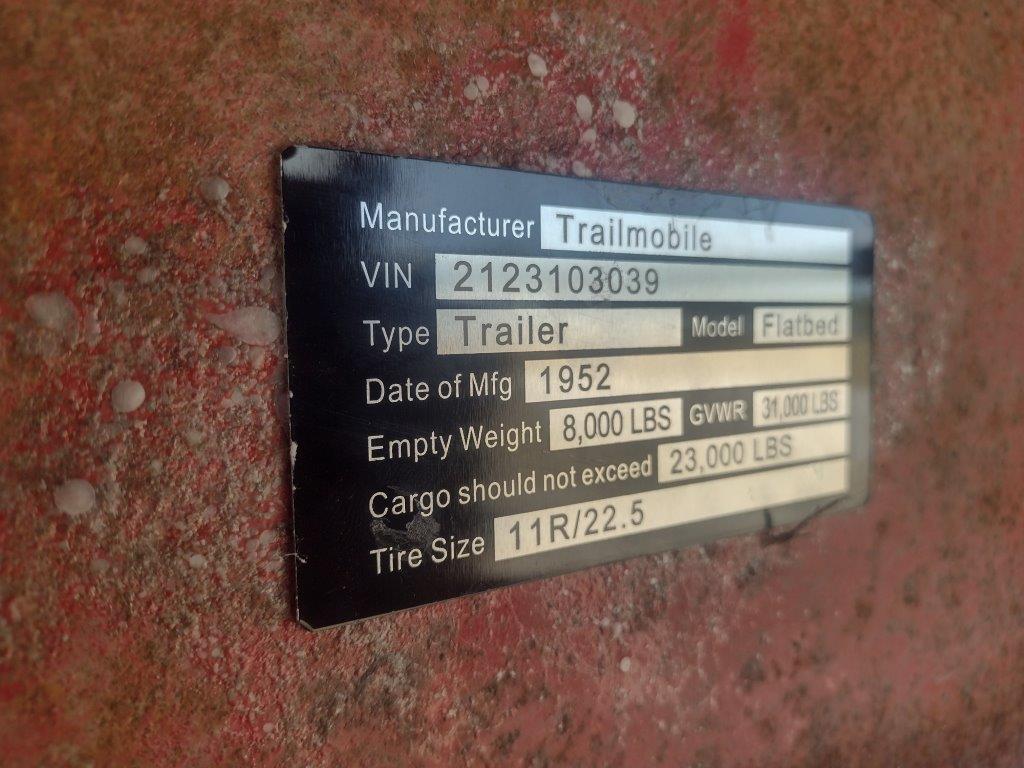 Manufacturer Trailmobile
VIN 2123103039
Type Trailer Model Flatbed
Date of Mfg 1952
Empty Weight 8,000 LBS GVWR 31,000 LBS
Cargo should not exceed 23,000 LBS
Tire Size 11R/22.5